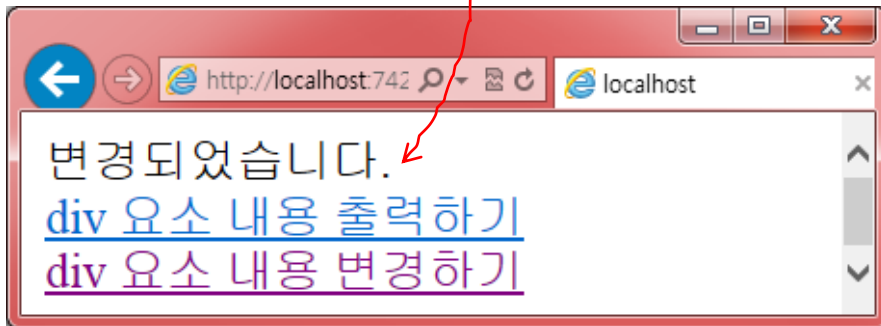 http://localhost:742
localhost
변경되었습니다.
div 요소 내용 출력하기
div 요소 내용 변경하기